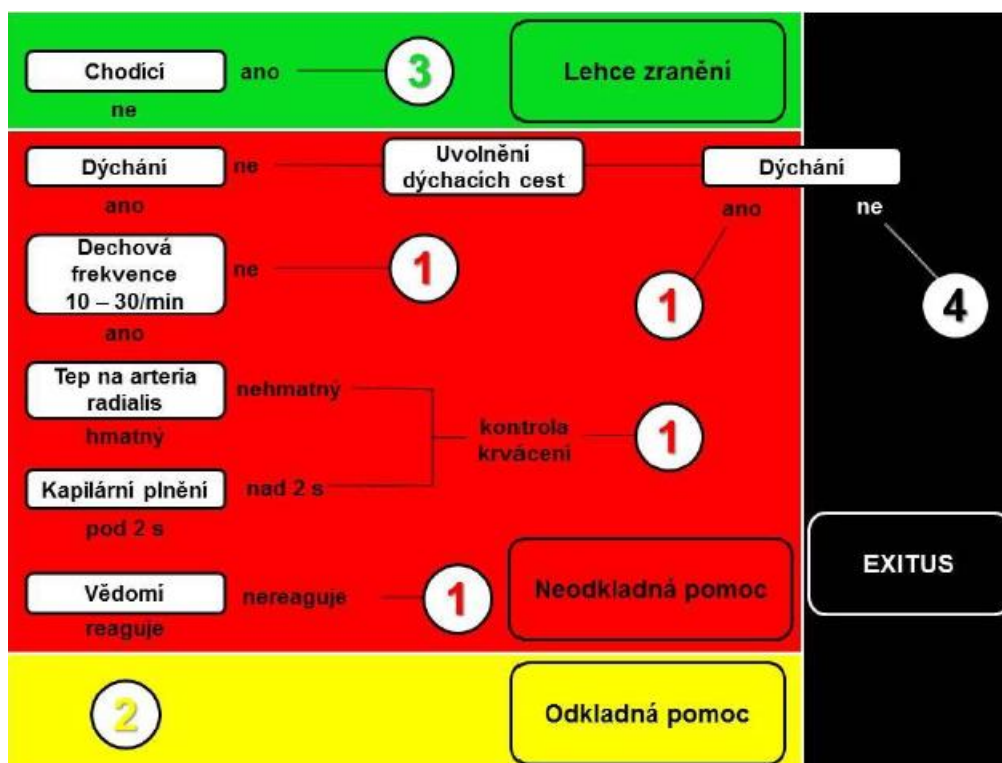 Chodící
ano
3
Lehce zranění
ne
Dýchání
ne
Uvolnění
dýchacích cest
Dýchání
ano
ano
ne
Dechová
frekvence
10 – 30/min
ne
1
1
4
ano
Tep na arteria
radialis
nehmatný
hmatný
kontrola
krvácení
1
Kapilární plnění
nad 2 s
pod 2 s
EXITUS
Vědomí
nereaguje
1
Neodkladná pomoc
reaguje
2
Odkladná pomoc